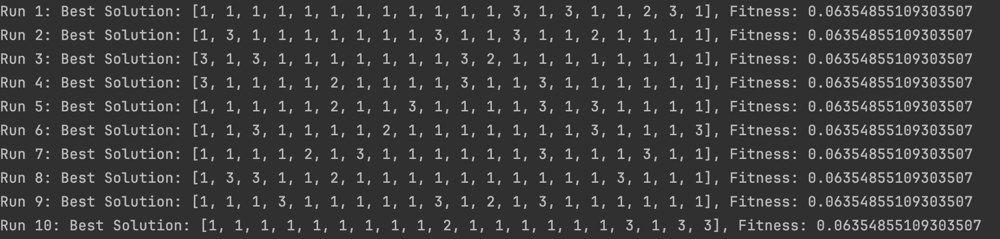 Run 1: Best Solution: [1, 1, 1, 1, 1, 1, 1, 1, 1, 1, 1, 1, 3, 1, 3, 1, 1, 2, 3, 1], Fitness: 0.06354855109303507
Run 2: Best Solution: [1, 3, 1, 1, 1, 1, 1, 1, 1, 3, 1, 1, 3, 1, 1, 2, 1, 1, 1, 1], Fitness: 0.06354855109303507
Run 3: Best Solution: [3, 1, 3, 1, 1, 1, 1, 1, 1, 1, 3, 2, 1, 1, 1, 1, 1, 1, 1, 1], Fitness: 0.06354855109303507
Run 4: Best Solution: [3, 1, 1, 1, 1, 2, 1, 1, 1, 1, 3, 1, 1, 3, 1, 1, 1, 1, 1, 1], Fitness: 0.06354855109303507
Run 5: Best Solution: [1, 1, 1, 1, 1, 2, 1, 1, 3, 1, 1, 1, 1, 3, 1, 3, 1, 1, 1, 1], Fitness: 0.06354855109303507
Run 6: Best Solution: [1, 1, 3, 1, 1, 1, 1, 2, 1, 1, 1, 1, 1, 1, 1, 3, 1, 1, 1, 3], Fitness: 0.06354855109303507
Run 7: Best Solution: [1, 1, 1, 1, 2, 1, 3, 1, 1, 1, 1, 1, 1, 3, 1, 1, 1, 3, 1, 1], Fitness: 0.06354855109303507
Run 8: Best Solution: [1, 3, 3, 1, 1, 2, 1, 1, 1, 1, 1, 1, 1, 1, 1, 1, 3, 1, 1, 1], Fitness: 0.06354855109303507
Run 9: Best Solution: [1, 1, 1, 3, 1, 1, 1, 1, 1, 3, 1, 2, 1, 3, 1, 1, 1, 1, 1, 1], Fitness: 0.06354855109303507
Run 10: Best Solution: [1, 1, 1, 1, 1, 1, 1, 1, 1, 2, 1, 1, 1, 1, 1, 1, 3, 1, 3, 3], Fitness: 0.06354855109303507